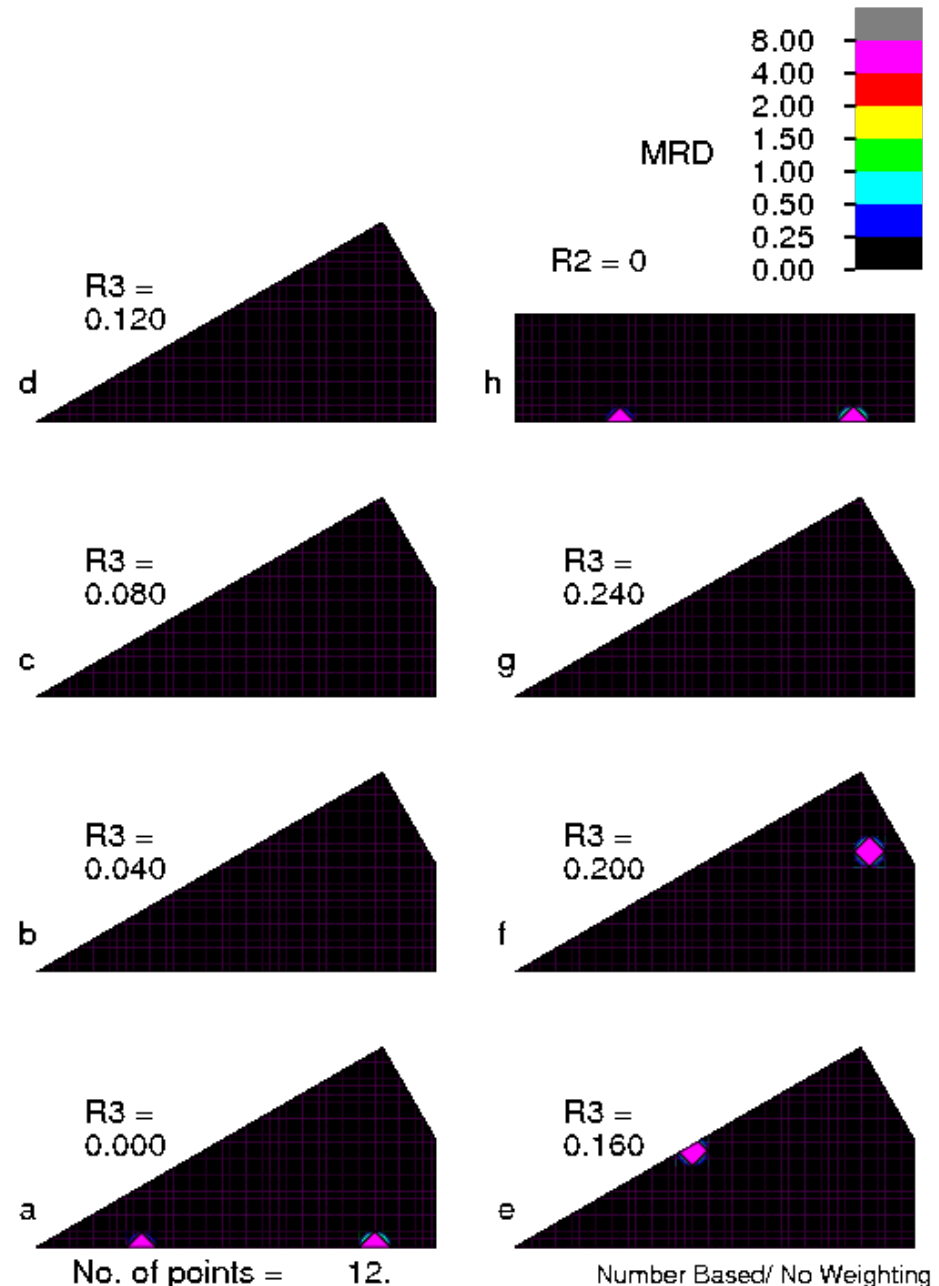 8.00
4.00
2.00
1.50
MRD
1.00
0.50
0.25
R2 = 0
0.00
R3 =
0.120
d
h
R3 =
0.080
c
R3 =
0.240
g
R3 =
0.040
b
R3 =
0.200
f
R3 =
0.000
a
R3 =
0.160
e
No. of points = 12.
Number Based/ No Weighting